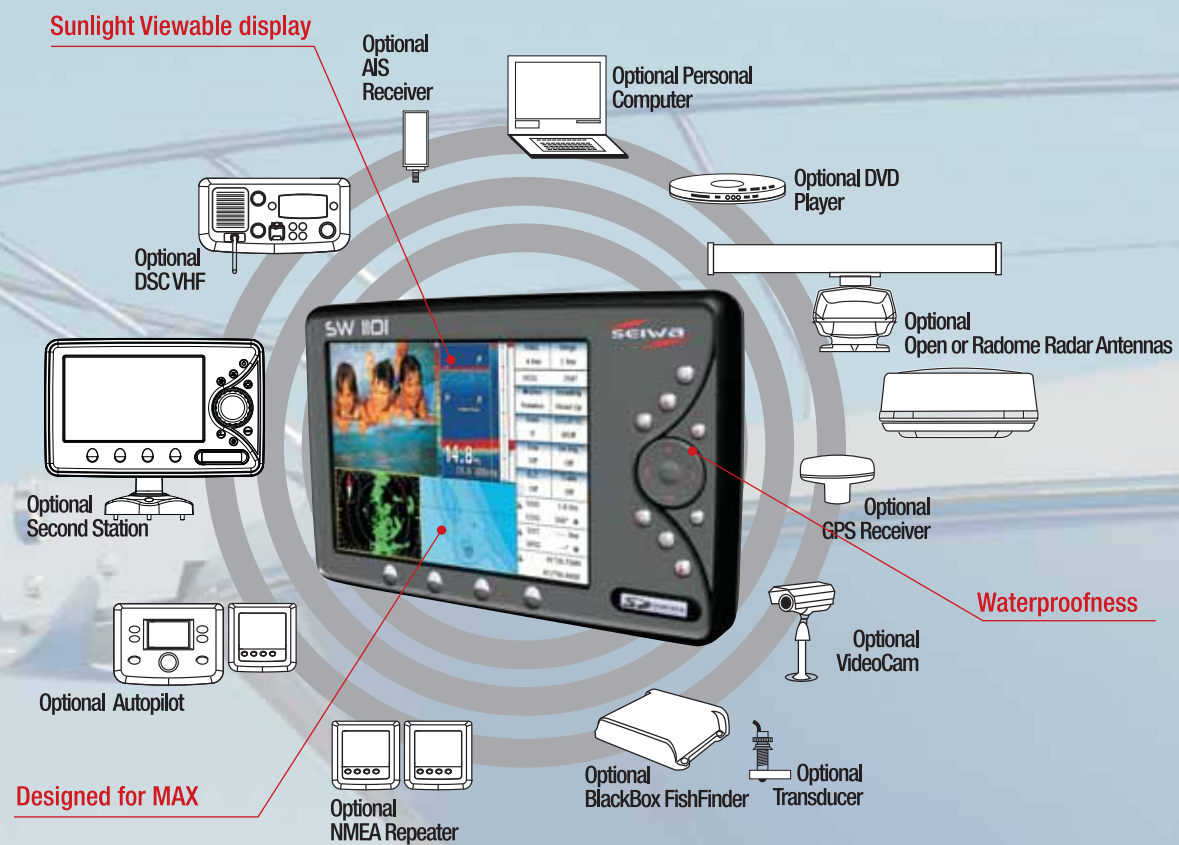 Sunlight Viewable display
Optional
AIS
Receiver
Optional Personal
Computer
Optional DVD
Player
Optional
DSC VHF
Optional
Open or Radome Radar Antennas
SW 1101
SEIWA
14.8
Optional
Second Station
Optional
GPS Receiver
Waterproofness
Optional
VideoCam
Optional Autopilot
Optional
BlackBox FishFinder
Optional
Transducer
Designed for MAX
Optional
NMEA Repeater